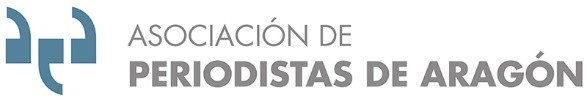 ASOCIACIÓN DE
PERIODISTAS DE ARAGÓN